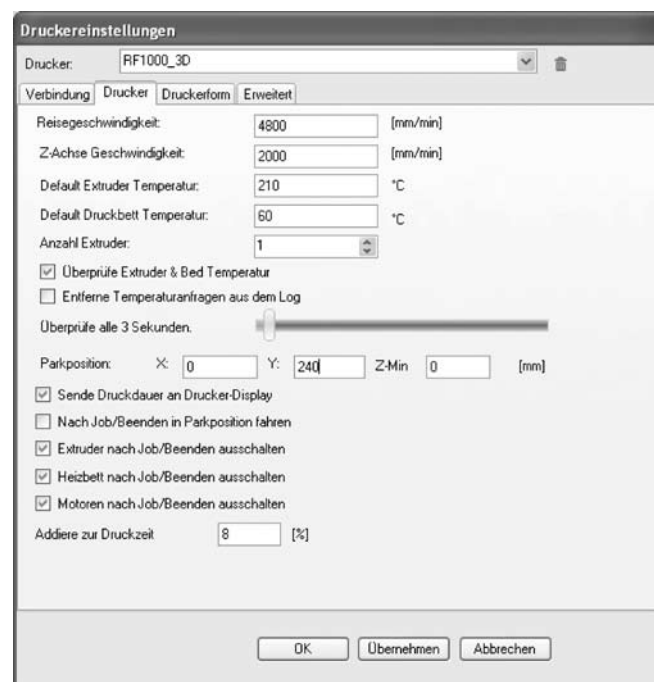 Druckereinstellungen
Drucker: RF1000_3D
Verbindung Drucker Druckerform Erweitert
Reisegeschwindigkeit: 4800 [mm/min]
Z-Achse Geschwindigkeit: 2000 [mm/min]
Default Extruder Temperatur: 210 °C
Default Druckbett Temperatur: 60 °C
Anzahl Extruder: 1
Überprüfe Extruder & Bed Temperatur
Entferne Temperaturanfragen aus dem Log
Überprüfe alle 3 Sekunden.
Parkposition: X: 0 Y: 240 Z-Min 0 [mm]
Sende Druckdauer an Drucker-Display
Nach Job/Beenden in Parkposition fahren
Extruder nach Job/Beenden ausschalten
Heizbett nach Job/Beenden ausschalten
Motoren nach Job/Beenden ausschalten
Addiere zur Druckzeit 8 [%]
OK Übernehmen Abbrechen